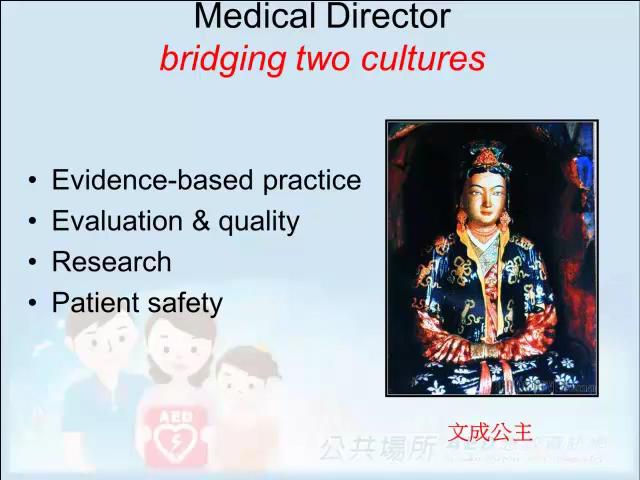 Medical Director
bridging two cultures
• Evidence-based practice
• Evaluation & quality
• Research
• Patient safety
AED
文成公主
公共場所